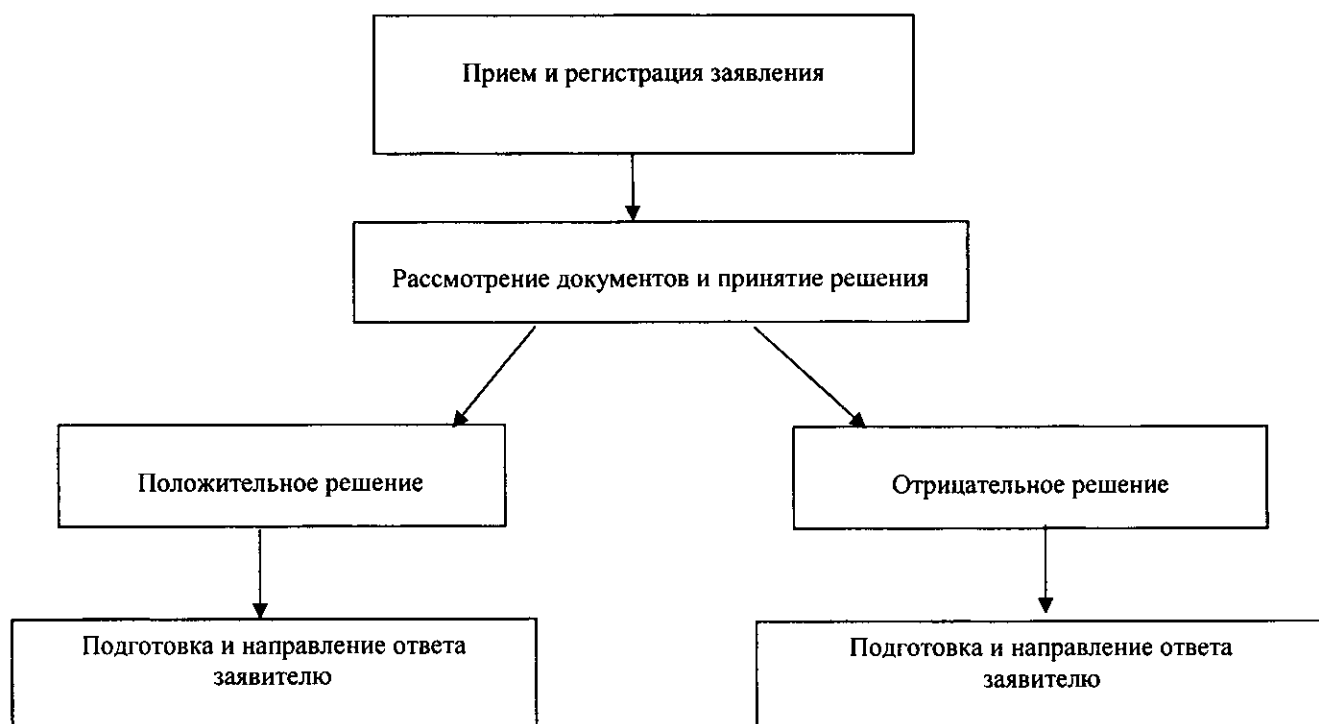 Прием и регистрация заявления
Рассмотрение документов и принятие решения
Положительное решение
Отрицательное решение
Подготовка и направление ответа
заявителю
Подготовка и направление ответа
заявителю